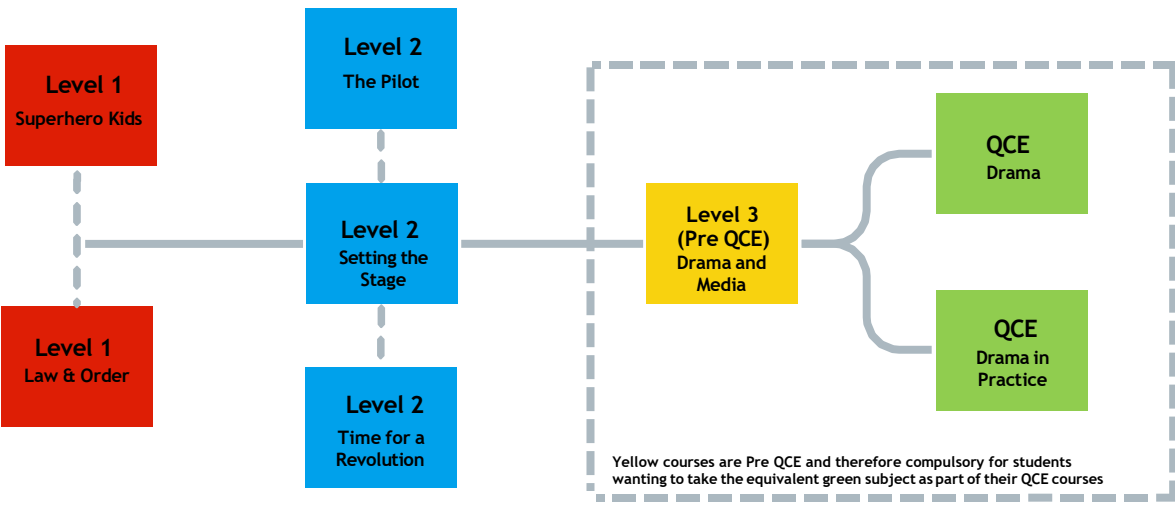 Level 1
Superhero Kids
Level 1
Law & Order
Level 2
The Pilot
Level 2
Setting the
Stage
Level 2
Time for a
Revolution
Level 3
(Pre QCE)
Drama and
Media
QCE
Drama
QCE
Drama in
Practice
Yellow courses are Pre QCE and therefore compulsory for students
wanting to take the equivalent green subject as part of their QCE courses